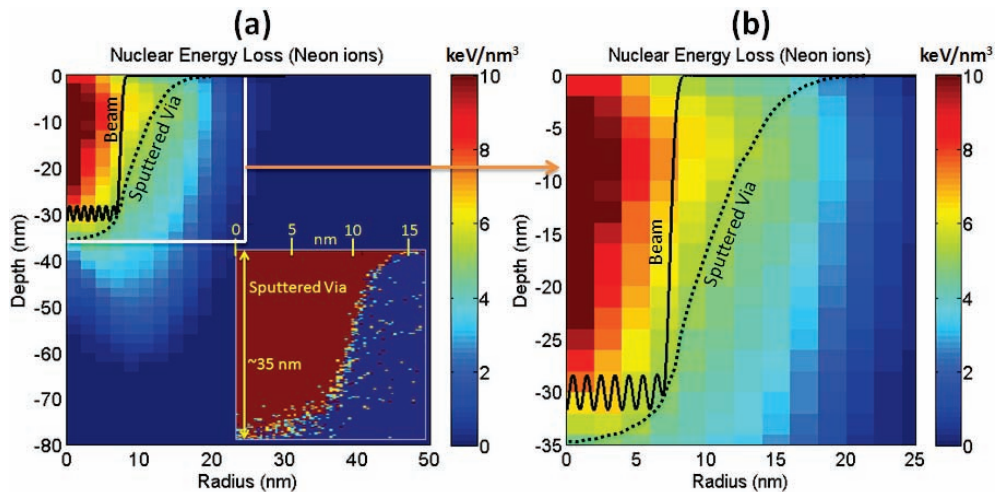 (a)
Nuclear Energy Loss (Neon ions)
keV/nm³
0
-10
-20
-30
-40
-50
-60
-70
-80
Depth (nm)
Beam
Sputtered Via
0 5 10 15
nm
Sputtered Via
~35 nm
0 10 20 30 40 50
Radius (nm)
10
8
6
4
2
0
(b)
Nuclear Energy Loss (Neon ions)
keV/nm³
0
-5
-10
-15
-20
-25
-30
-35
Depth (nm)
Beam
Sputtered Via
0 5 10 15 20 25
Radius (nm)
10
8
6
4
2
0